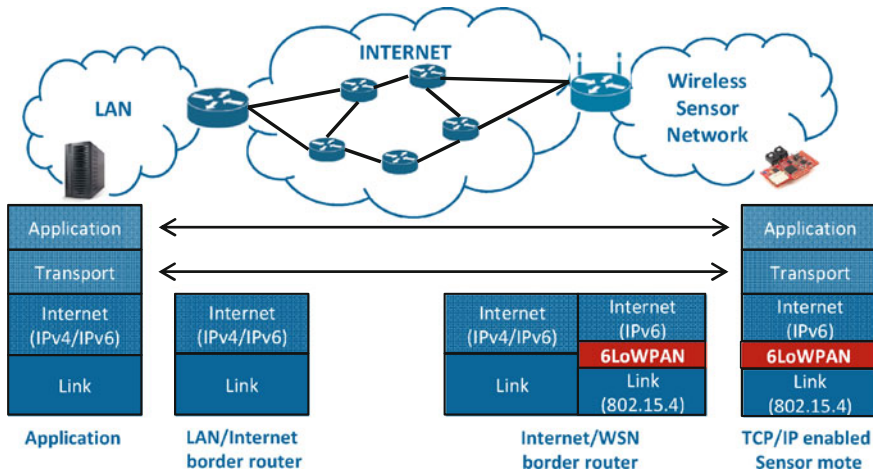 INTERNET
LAN
Wireless
Sensor
Network
Application
Transport
Internet
(IPv4/IPv6)
Link
Application
Internet
(IPv4/IPv6)
Link
LAN/Internet
border router
Internet
(IPv4/IPv6)
Link
Internet
(IPv6)
6LoWPAN
Link
(802.15.4)
Internet/WSN
border router
Application
Transport
Internet
(IPv6)
6LoWPAN
Link
(802.15.4)
TCP/IP enabled
Sensor mote